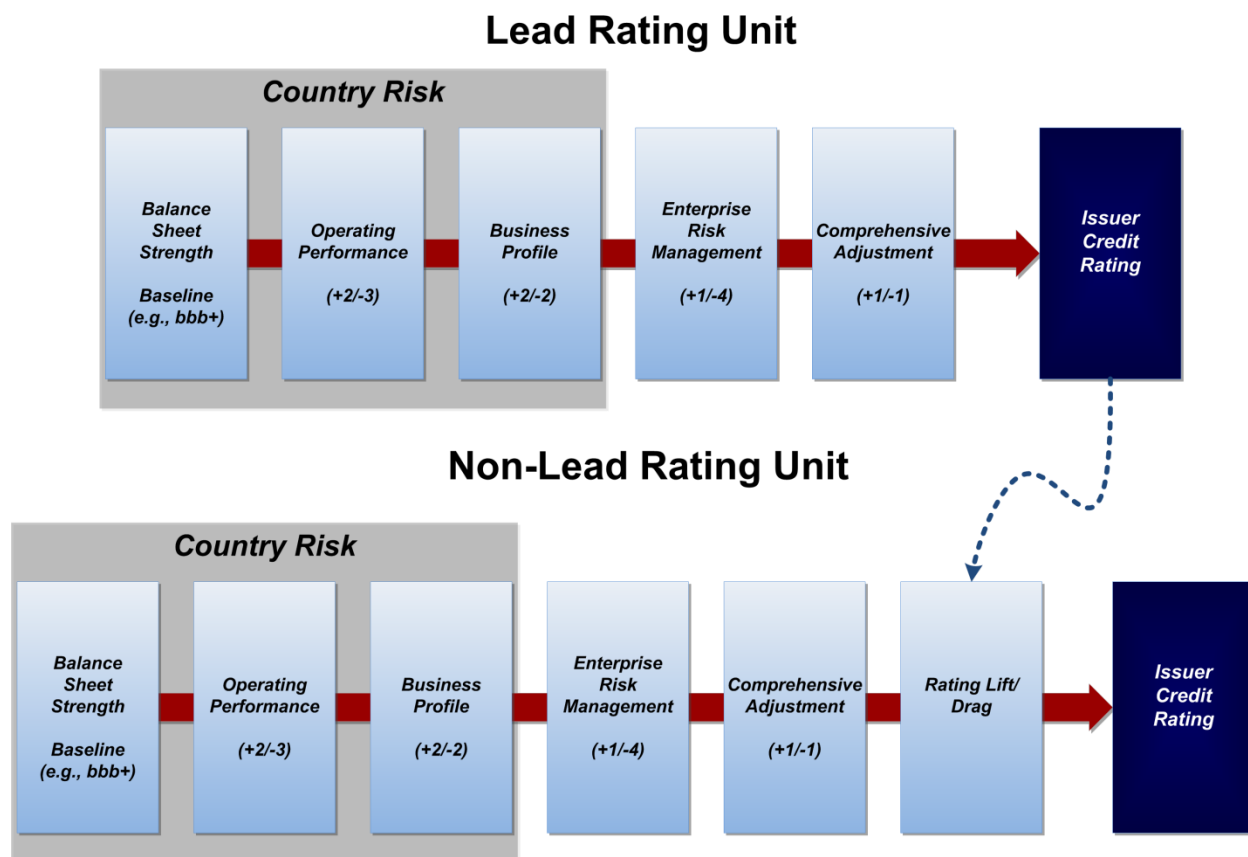 Lead Rating Unit
Country Risk
Balance
Sheet
Strength
Baseline
(e.g., bbb+)
Operating
Performance
(+2/-3)
Business
Profile
(+2/-2)
Enterprise
Risk
Management
(+1/-4)
Comprehensive
Adjustment
(+1/-1)
Issuer
Credit
Rating
Non-Lead Rating Unit
Country Risk
Balance
Sheet
Strength
Baseline
(e.g., bbb+)
Operating
Performance
(+2/-3)
Business
Profile
(+2/-2)
Enterprise
Risk
Management
(+1/-4)
Comprehensive
Adjustment
(+1/-1)
Rating Lift/
Drag
Issuer
Credit
Rating